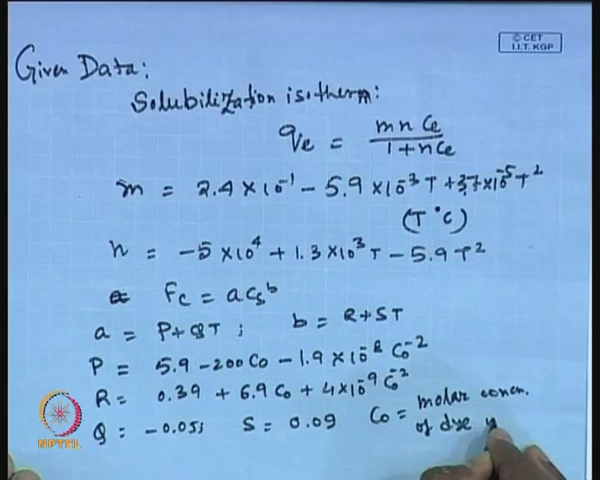 © CET
I.I.T. KGP
Given Data:
Solubilization isotherm:
qe = mnCe / 1+nCe
m = 2.4×10⁻¹ − 5.9×10⁻³ T + 3.7×10⁻⁵ T²
(T °C)
n = −5×10⁴ + 1.3×10³ T − 5.9 T²
Fc = a Cs^b
a = P+QT ; b = R+ST
P = 5.9 − 200 Co − 1.9×10⁻⁸ Co⁻²
R = 0.39 + 6.9 Co + 4×10⁻⁹ Co⁻²
Q = −0.05; S = 0.09 Co = molar concn.
of dye
NPTEL